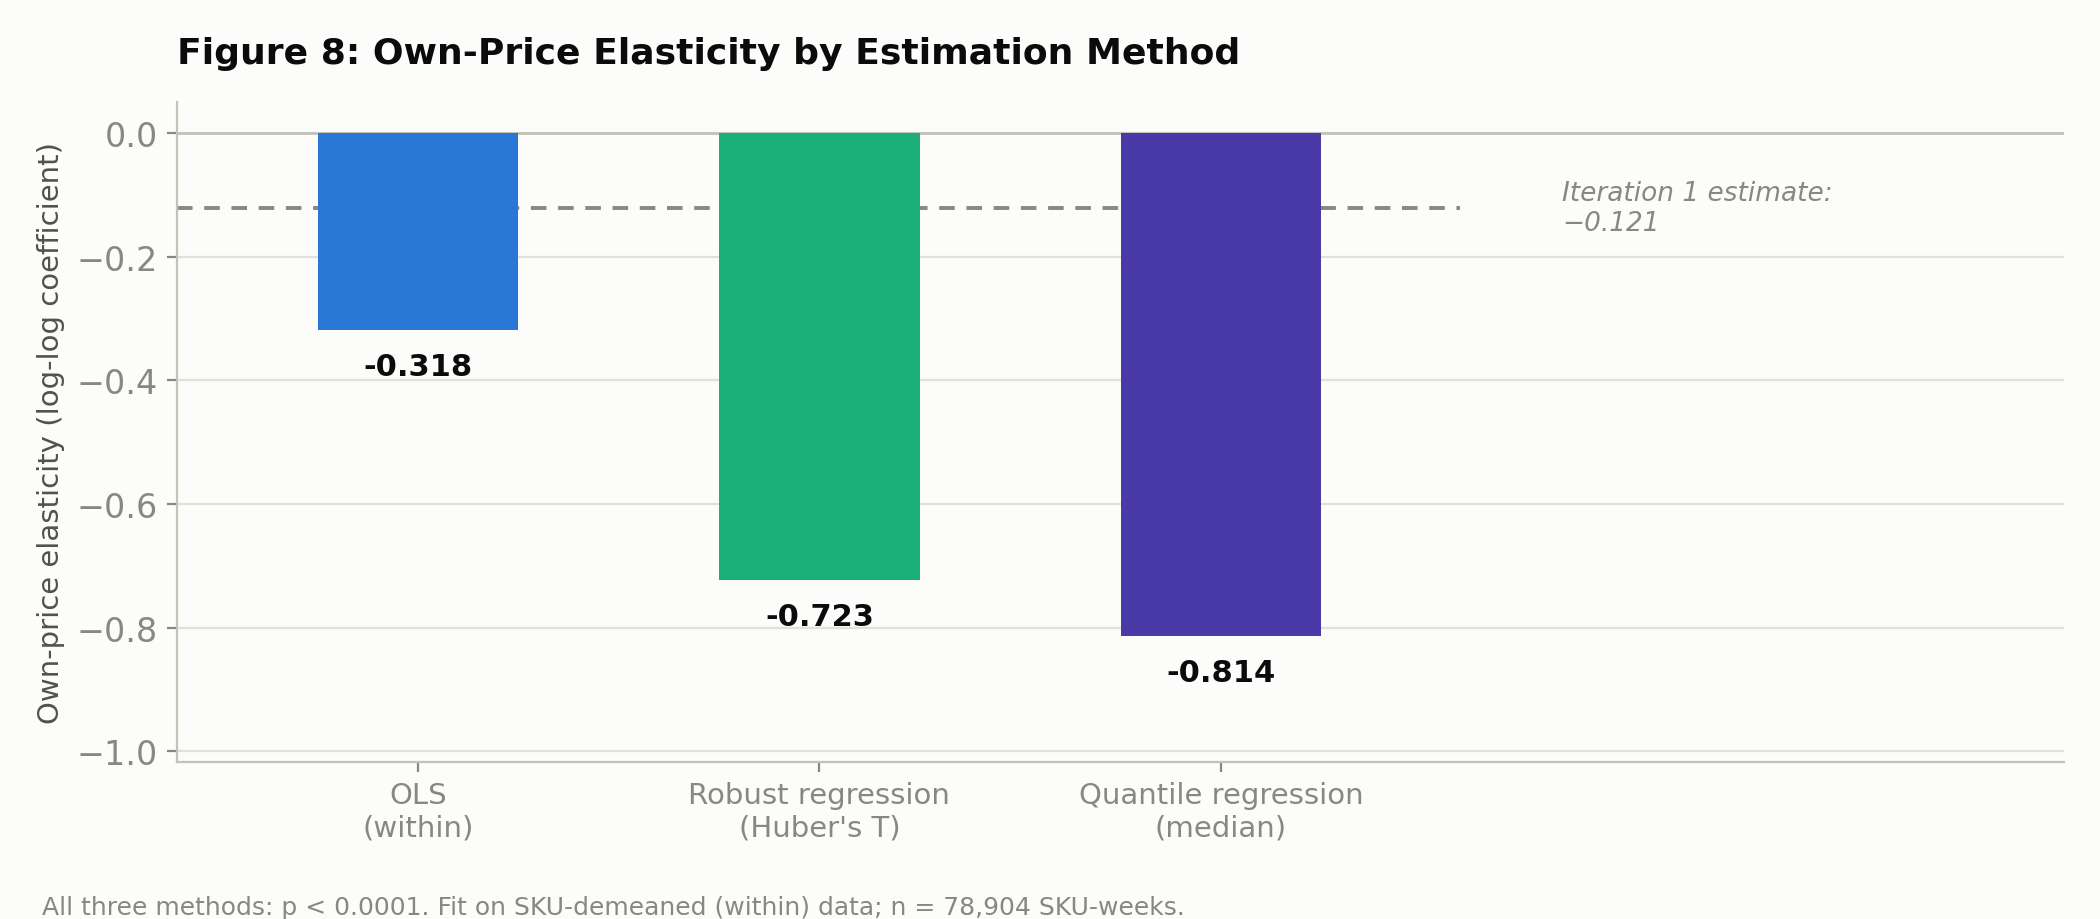 Figure 8: Own-Price Elasticity by Estimation Method
Own-price elasticity (log-log coefficient)
0.0
−0.2
−0.4
−0.6
−0.8
−1.0
Iteration 1 estimate:
−0.121
-0.318
-0.723
-0.814
OLS
(within)
Robust regression
(Huber's T)
Quantile regression
(median)
All three methods: p < 0.0001. Fit on SKU-demeaned (within) data; n = 78,904 SKU-weeks.